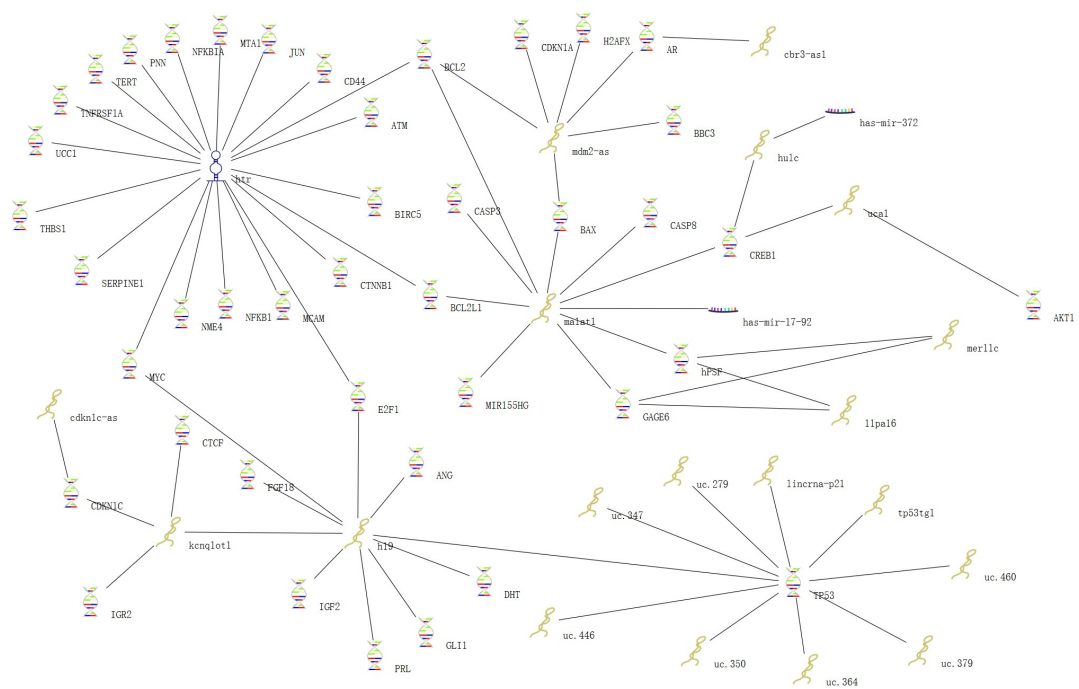 MTA1
NFKBIA
PNN
JUN
CDKN1A
H2AFX
AR
cbr3-as1
BCL2
TERT
CD44
TNFRSF1A
ATM
has-mir-372
BBC3
UCC1
mdm2-as
hulc
htr
BIRC5
CASP3
CASP8
uca1
THBS1
BAX
CREB1
SERPINE1
CTNNB1
BCL2L1
malat1
has-mir-17-92
AKT1
NME4
NFKB1
MCAM
merllc
MYC
hPSF
E2F1
MIR155HG
GAGE6
llpa16
cdkn1c-as
CTCF
ANG
FGF18
uc.279
lincrna-p21
CDKN1C
uc.347
tp53tg1
kcnqlot1
h19
uc.460
DHT
TP53
IGR2
IGF2
uc.446
GLI1
PRL
uc.350
uc.364
uc.379